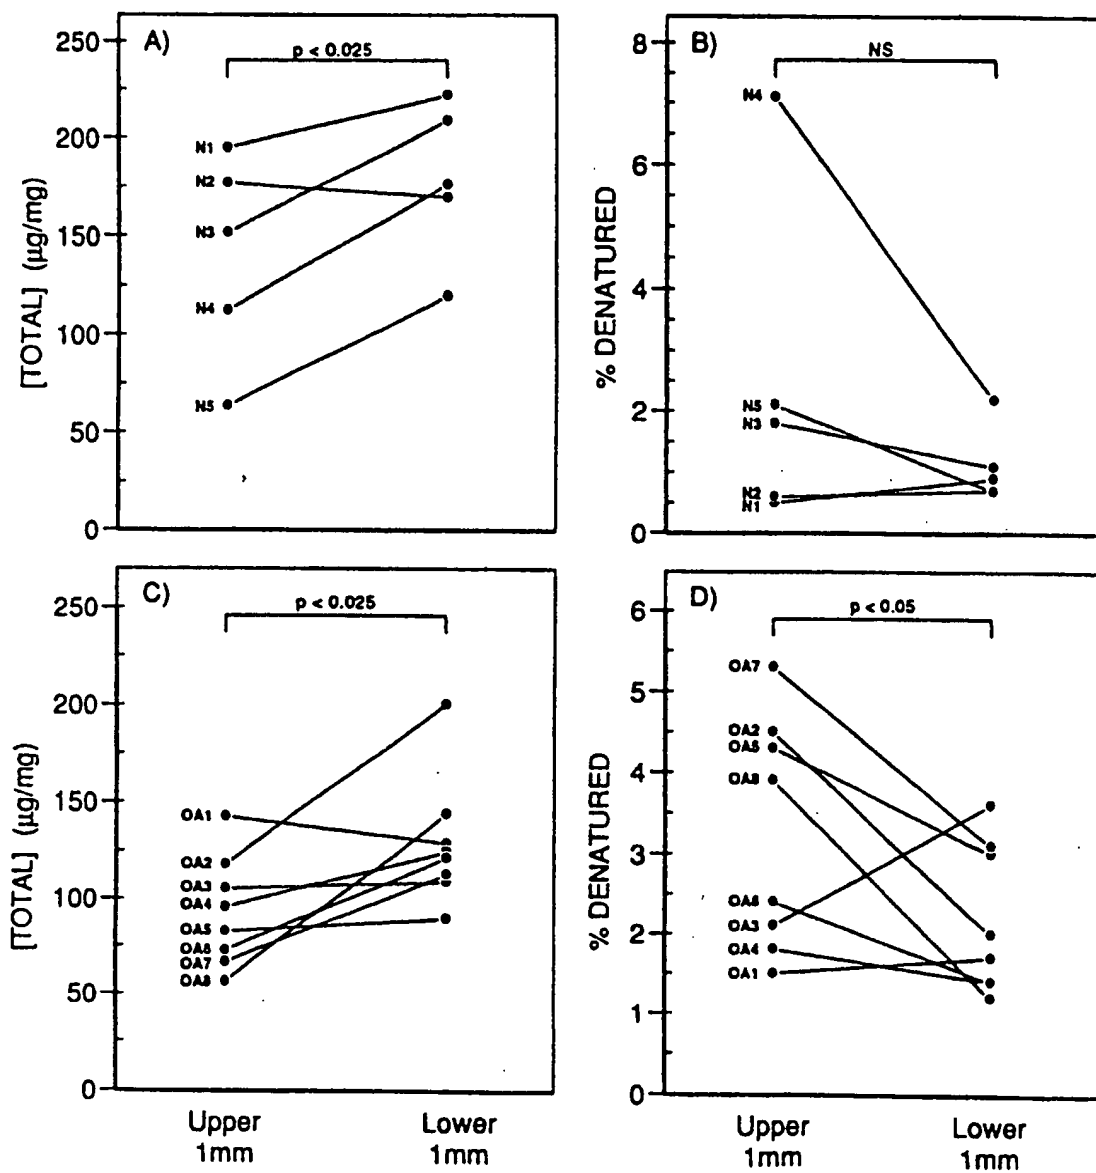 A)
p < 0.025
[TOTAL] (µg/mg)
250
200
150
100
50
0
N1
N2
N3
N4
N5
B)
NS
% DENATURED
8
6
4
2
0
N4
N5
N3
N2
N1
C)
p < 0.025
[TOTAL] (µg/mg)
250
200
150
100
50
0
OA1
OA2
OA3
OA4
OA5
OA6
OA7
OA8
Upper
1mm
Lower
1mm
D)
p < 0.05
% DENATURED
6
5
4
3
2
1
0
OA7
OA2
OA5
OA8
OA6
OA3
OA4
OA1
Upper
1mm
Lower
1mm